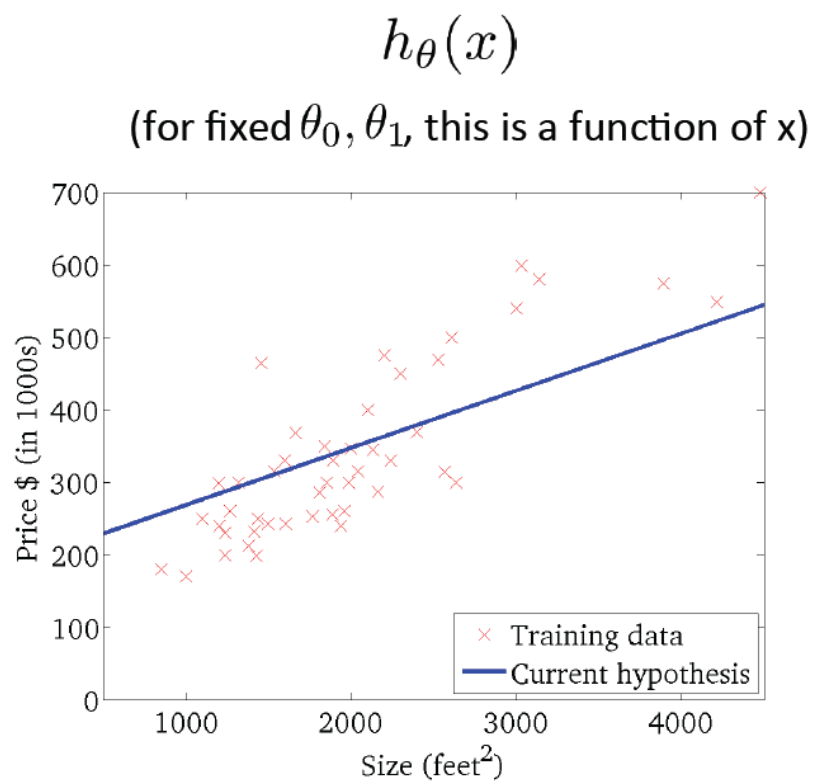 hθ(x)
(for fixed θ0, θ1, this is a function of x)
700
600
500
400
300
200
100
0
Price $ (in 1000s)
Training data
Current hypothesis
1000 2000 3000 4000
Size (feet²)